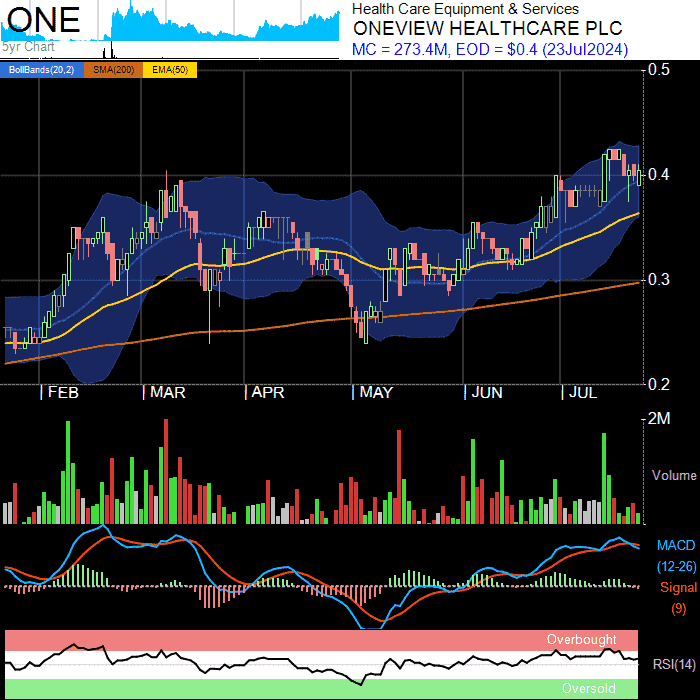 ONE
5yr Chart
Health Care Equipment & Services
ONEVIEW HEALTHCARE PLC
MC = 273.4M, EOD = $0.4 (23Jul2024)
BollBands(20,2) SMA(200) EMA(50)
0.5
0.4
0.3
0.2
FEB MAR APR MAY JUN JUL
2M
Volume
MACD
(12-26)
Signal
(9)
Overbought
RSI(14)
Oversold